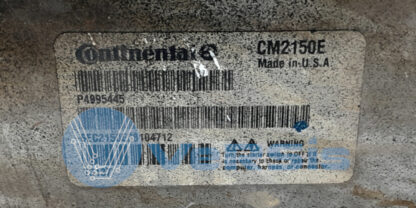 Continental
CM2150E
Made in U.S.A
P4995445
WARNING
Turn the starter switch to OFF if it
is necessary to check or repair the
computer, harness, or connector.